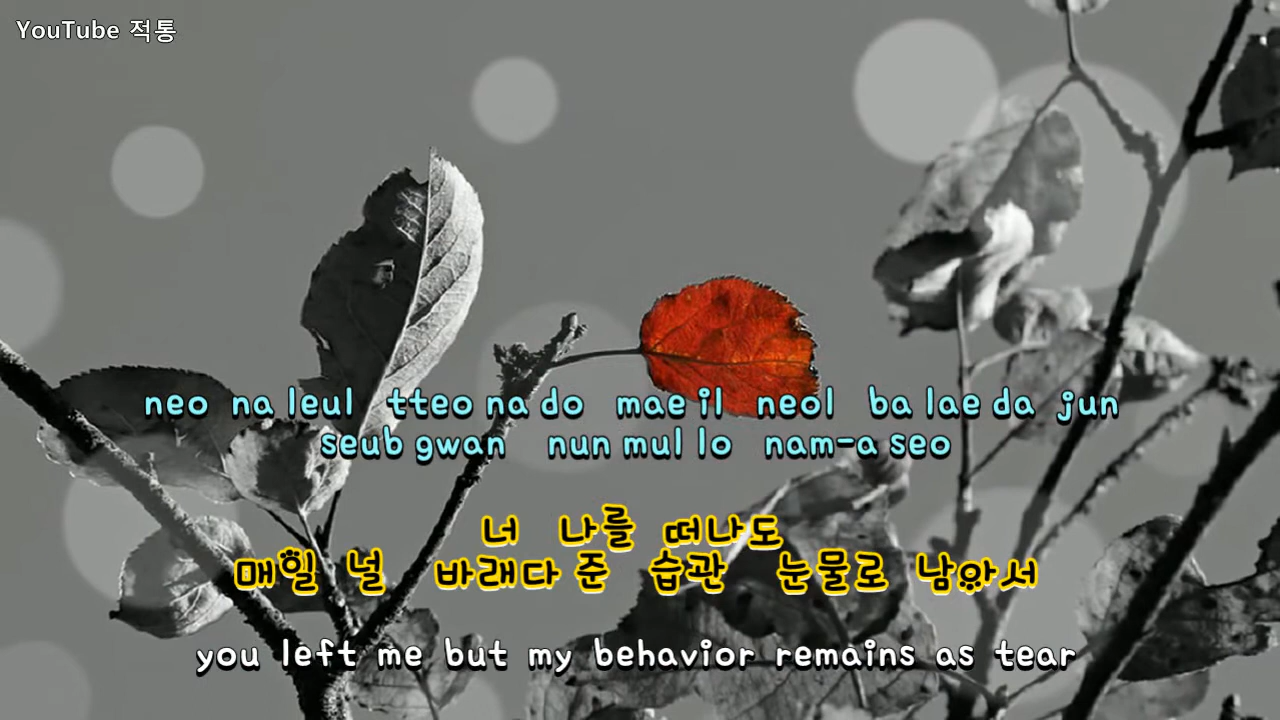 YouTube 적통
neo na leul tteo na do mae il neol ba lae da jun
seub gwan nun mul lo nam-a seo
너 나를 떠나도
매일 널 바래다 준 습관 눈물로 남아서
you left me but my behavior remains as tear